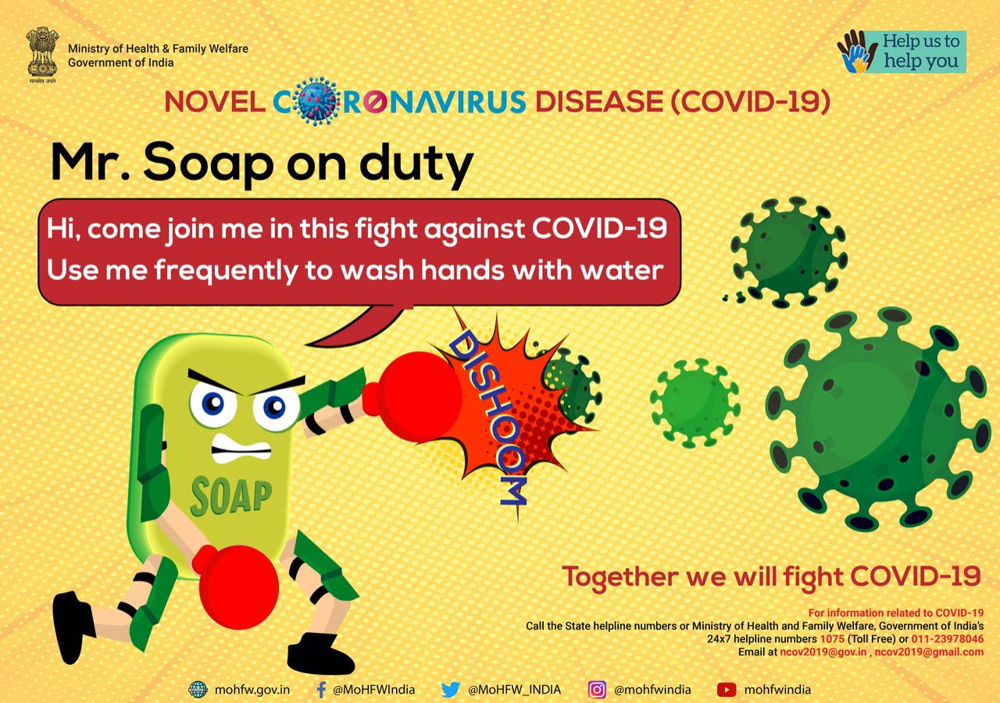 Ministry of Health & Family Welfare
Government of India
सत्यमेव जयते
Help us to
help you
NOVEL CORONAVIRUS DISEASE (COVID-19)
Mr. Soap on duty
Hi, come join me in this fight against COVID-19
Use me frequently to wash hands with water
DISHOOM
SOAP
Together we will fight COVID-19
For information related to COVID-19
Call the State helpline numbers or Ministry of Health and Family Welfare, Government of India's
24x7 helpline numbers 1075 (Toll Free) or 011-23978046
Email at ncov2019@gov.in , ncov2019@gmail.com
mohfw.gov.in @MoHFWIndia @MoHFW_INDIA @mohfwindia mohfwindia